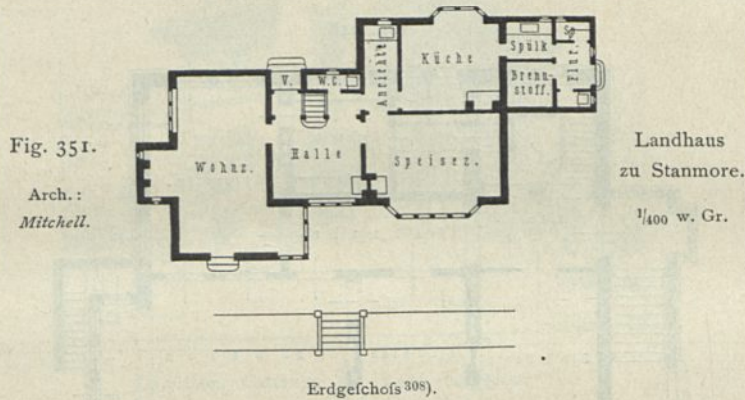 Fig. 351.
Arch.:
Mitchell.
V.
W.C.
Anrichte
Küche
Spülk.
Sp.
Flur.
Brenn-
stoff.
Wohnz.
Halle
Speisez.
Landhaus
zu Stanmore.
1/400 w. Gr.
Erdgeſchoſs 308).